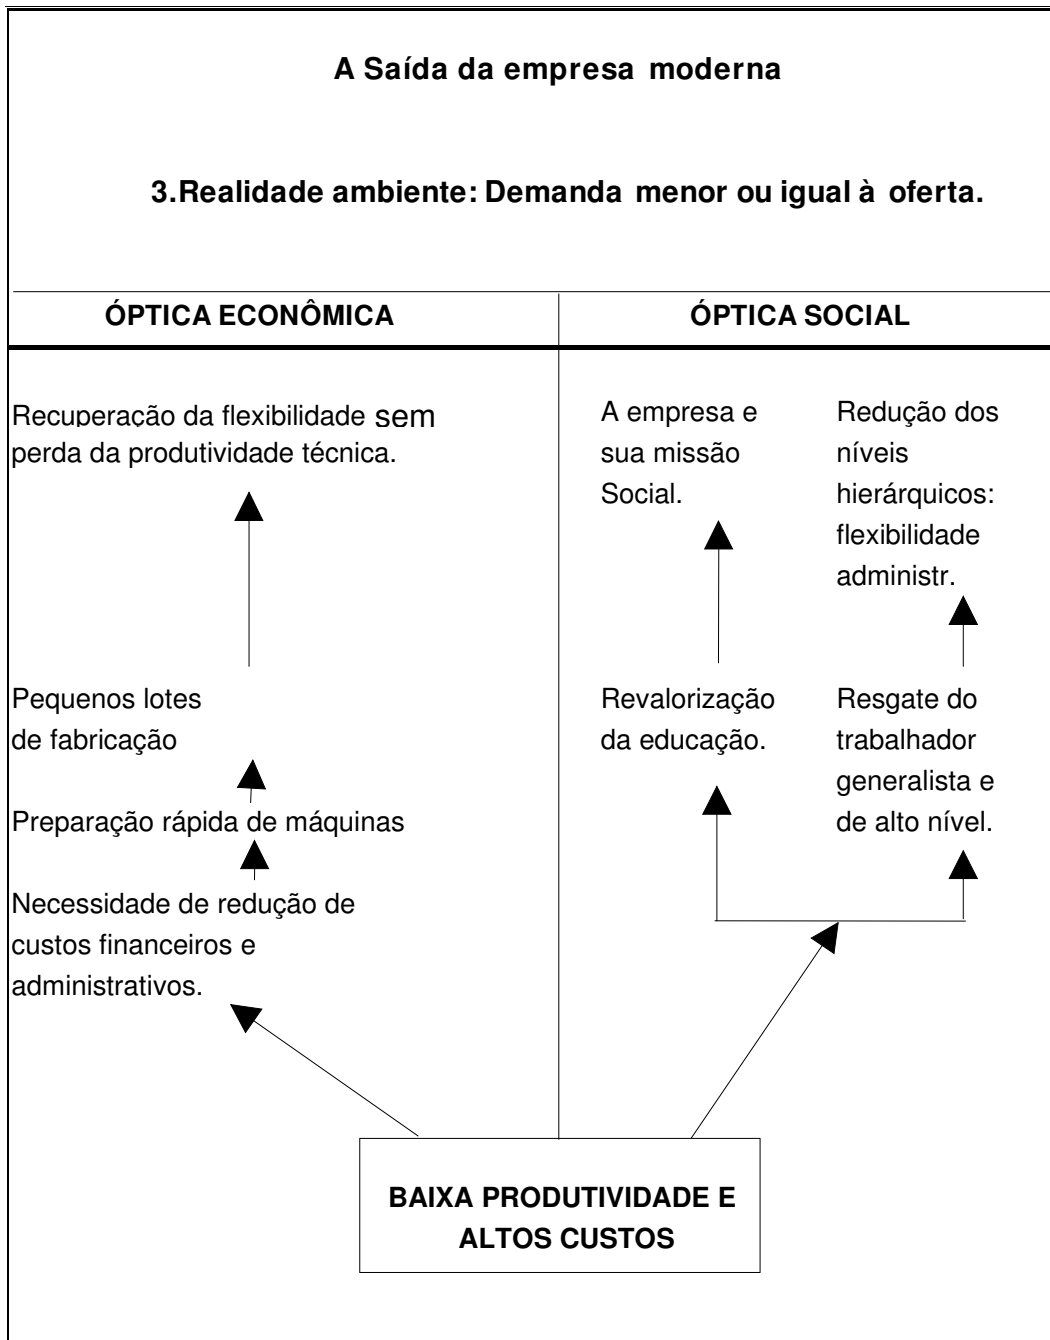 A Saída da empresa moderna
3.Realidade ambiente: Demanda menor ou igual à oferta.
ÓPTICA ECONÔMICA
ÓPTICA SOCIAL
Recuperação da flexibilidade sem
perda da produtividade técnica.
Pequenos lotes
de fabricação
Preparação rápida de máquinas
Necessidade de redução de
custos financeiros e
administrativos.
A empresa e
sua missão
Social.
Revalorização
da educação.
Redução dos
níveis
hierárquicos:
flexibilidade
administr.
Resgate do
trabalhador
generalista e
de alto nível.
BAIXA PRODUTIVIDADE E
ALTOS CUSTOS